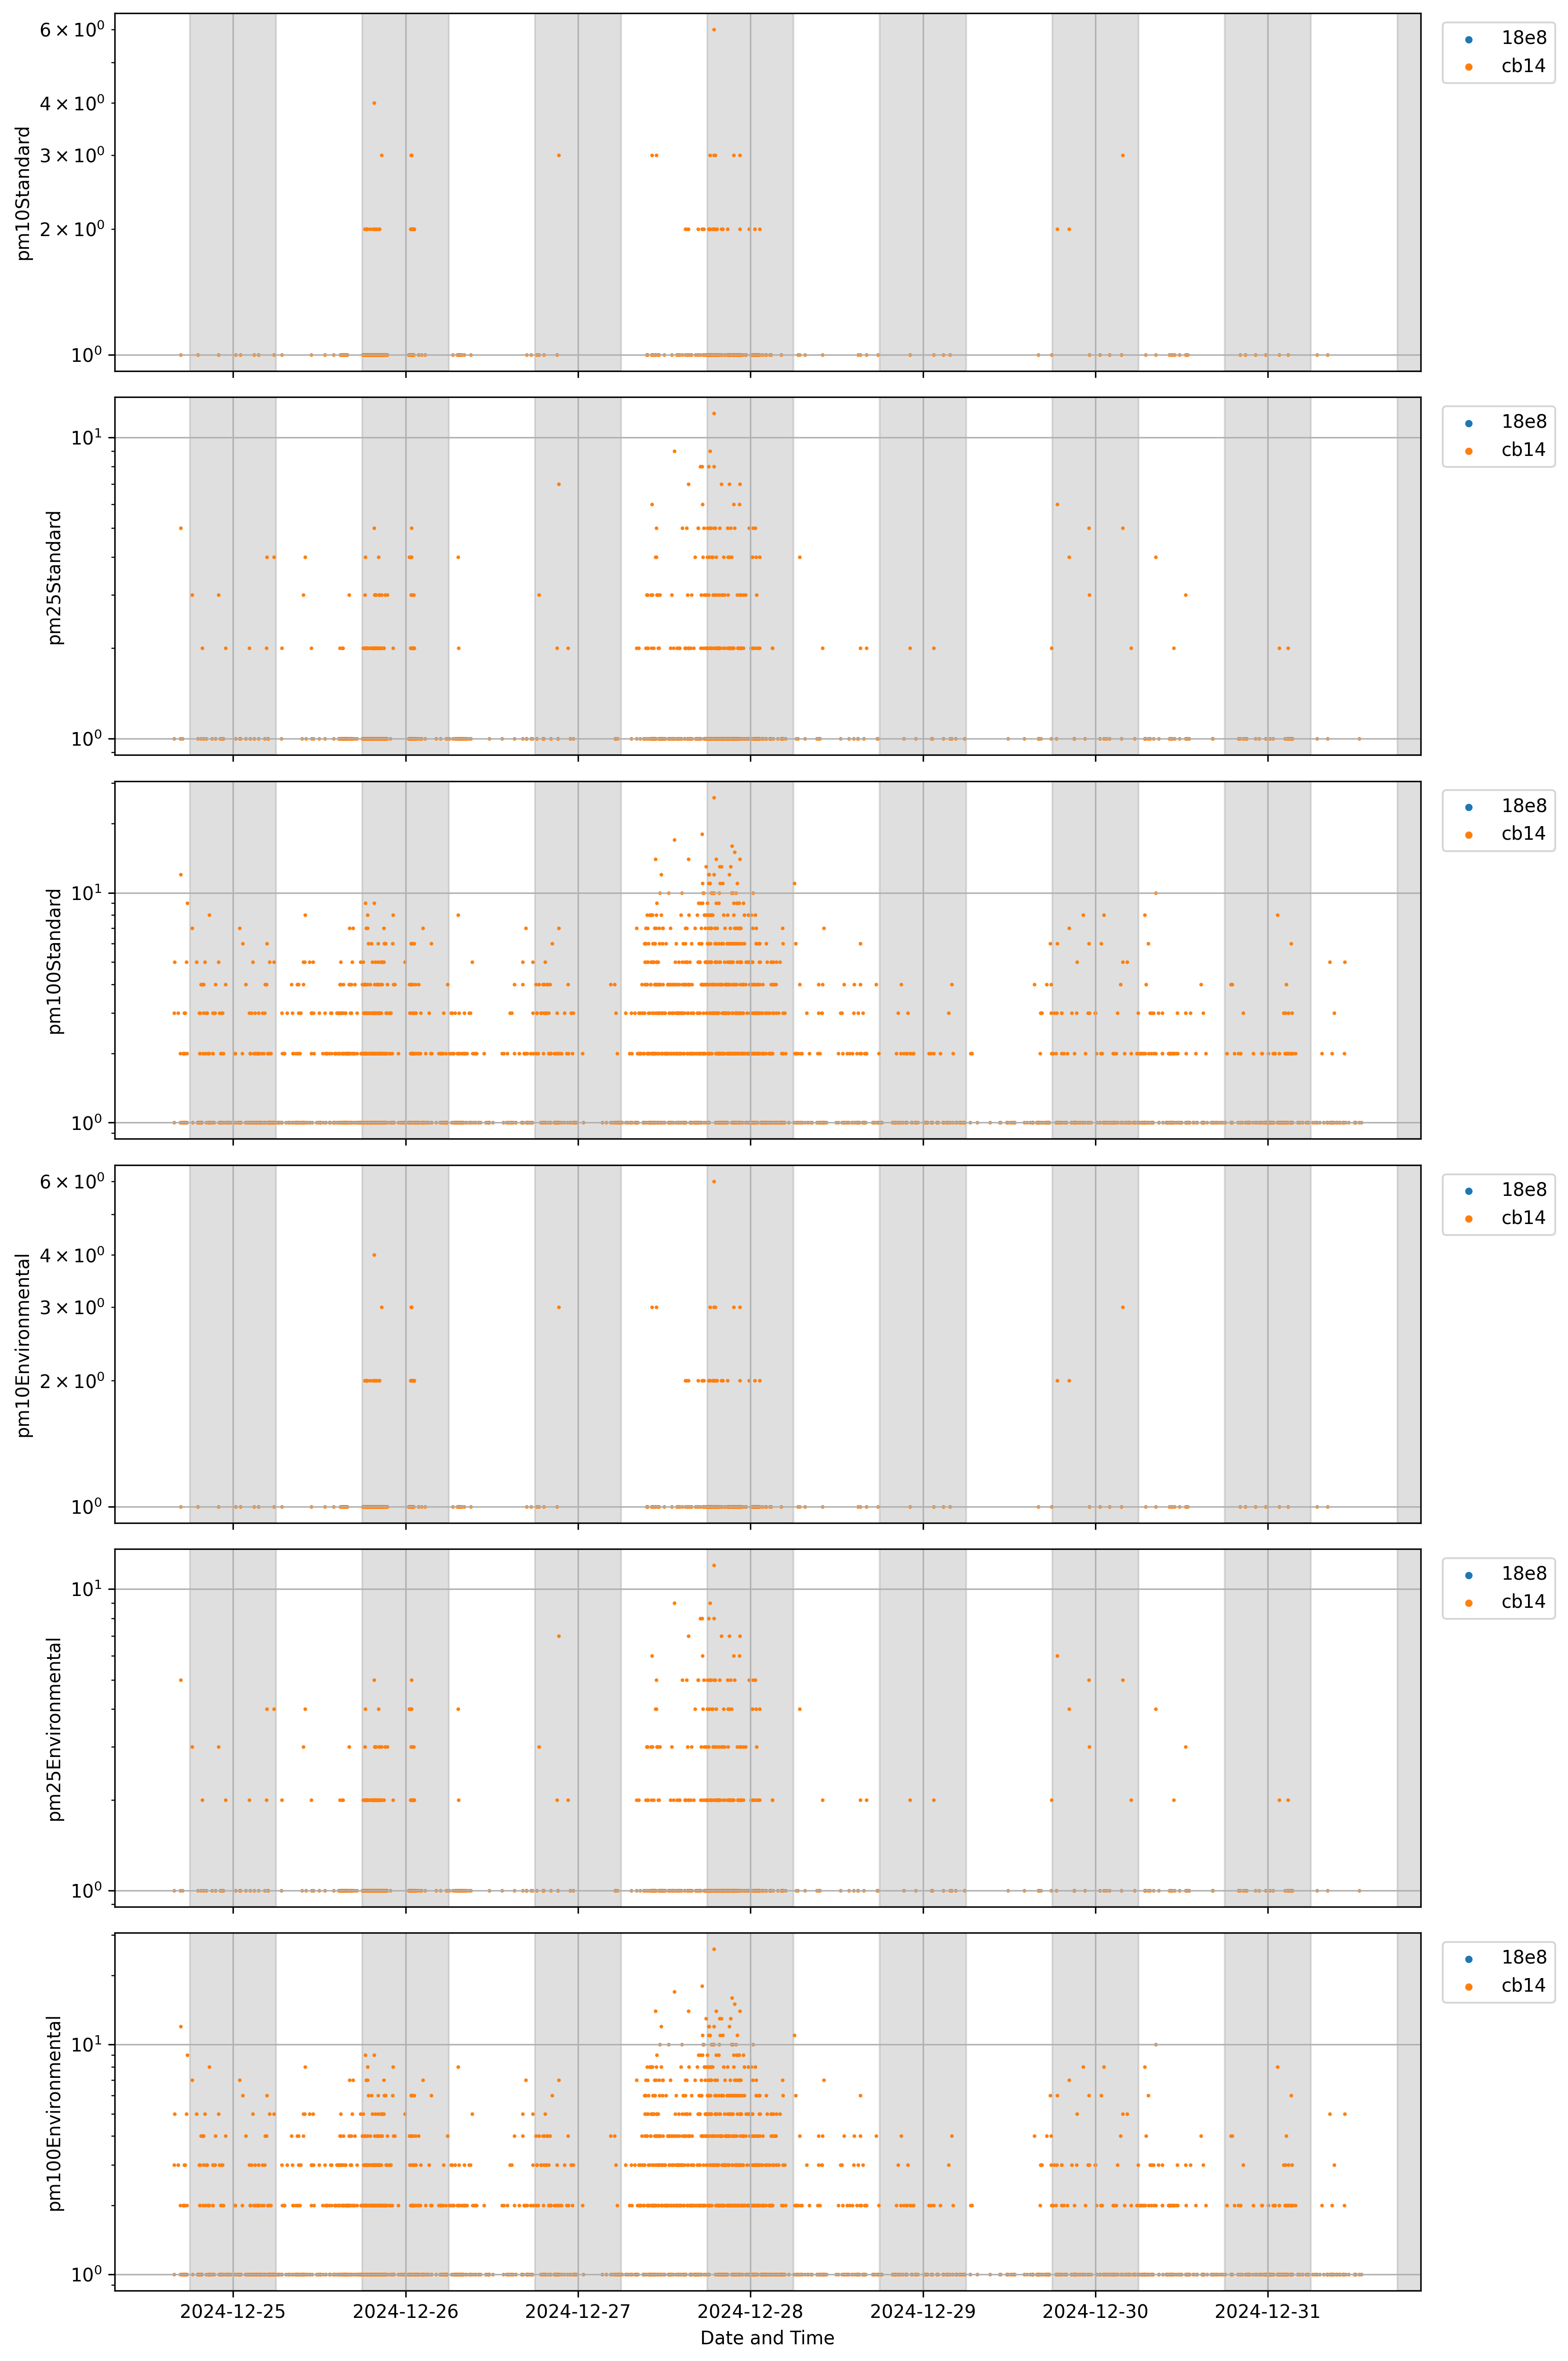 pm10Standard
6 × 10⁰
4 × 10⁰
3 × 10⁰
2 × 10⁰
10⁰
18e8
cb14
pm25Standard
10¹
10⁰
18e8
cb14
pm100Standard
10¹
10⁰
18e8
cb14
pm10Environmental
6 × 10⁰
4 × 10⁰
3 × 10⁰
2 × 10⁰
10⁰
18e8
cb14
pm25Environmental
10¹
10⁰
18e8
cb14
pm100Environmental
10¹
10⁰
18e8
cb14
2024-12-25 2024-12-26 2024-12-27 2024-12-28 2024-12-29 2024-12-30 2024-12-31
Date and Time